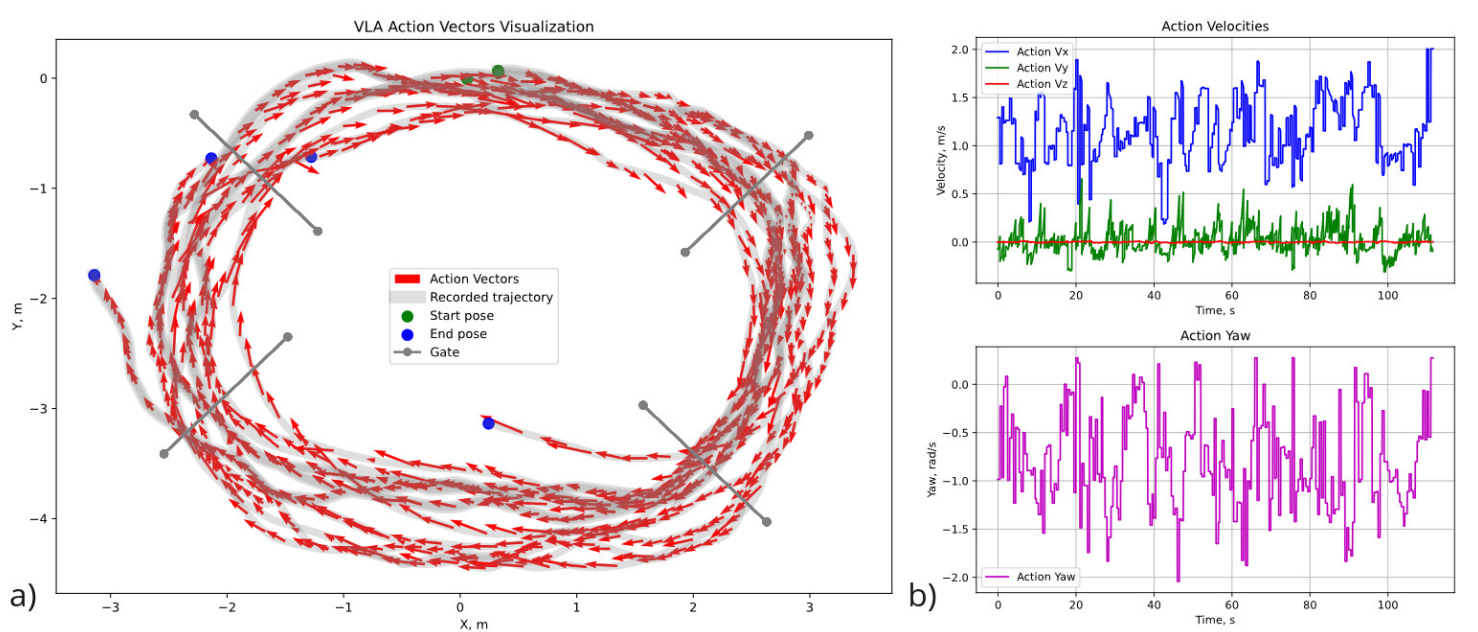 VLA Action Vectors Visualization
Y, m
0
−1
−2
−3
−4
Action Vectors
Recorded trajectory
Start pose
End pose
Gate
−3 −2 −1 0 1 2 3
X, m
a)
Action Velocities
Velocity, m/s
2.0
1.5
1.0
0.5
0.0
Action Vx
Action Vy
Action Vz
0 20 40 60 80 100
Time, s
Action Yaw
Yaw, rad/s
0.0
−0.5
−1.0
−1.5
−2.0
Action Yaw
0 20 40 60 80 100
Time, s
b)